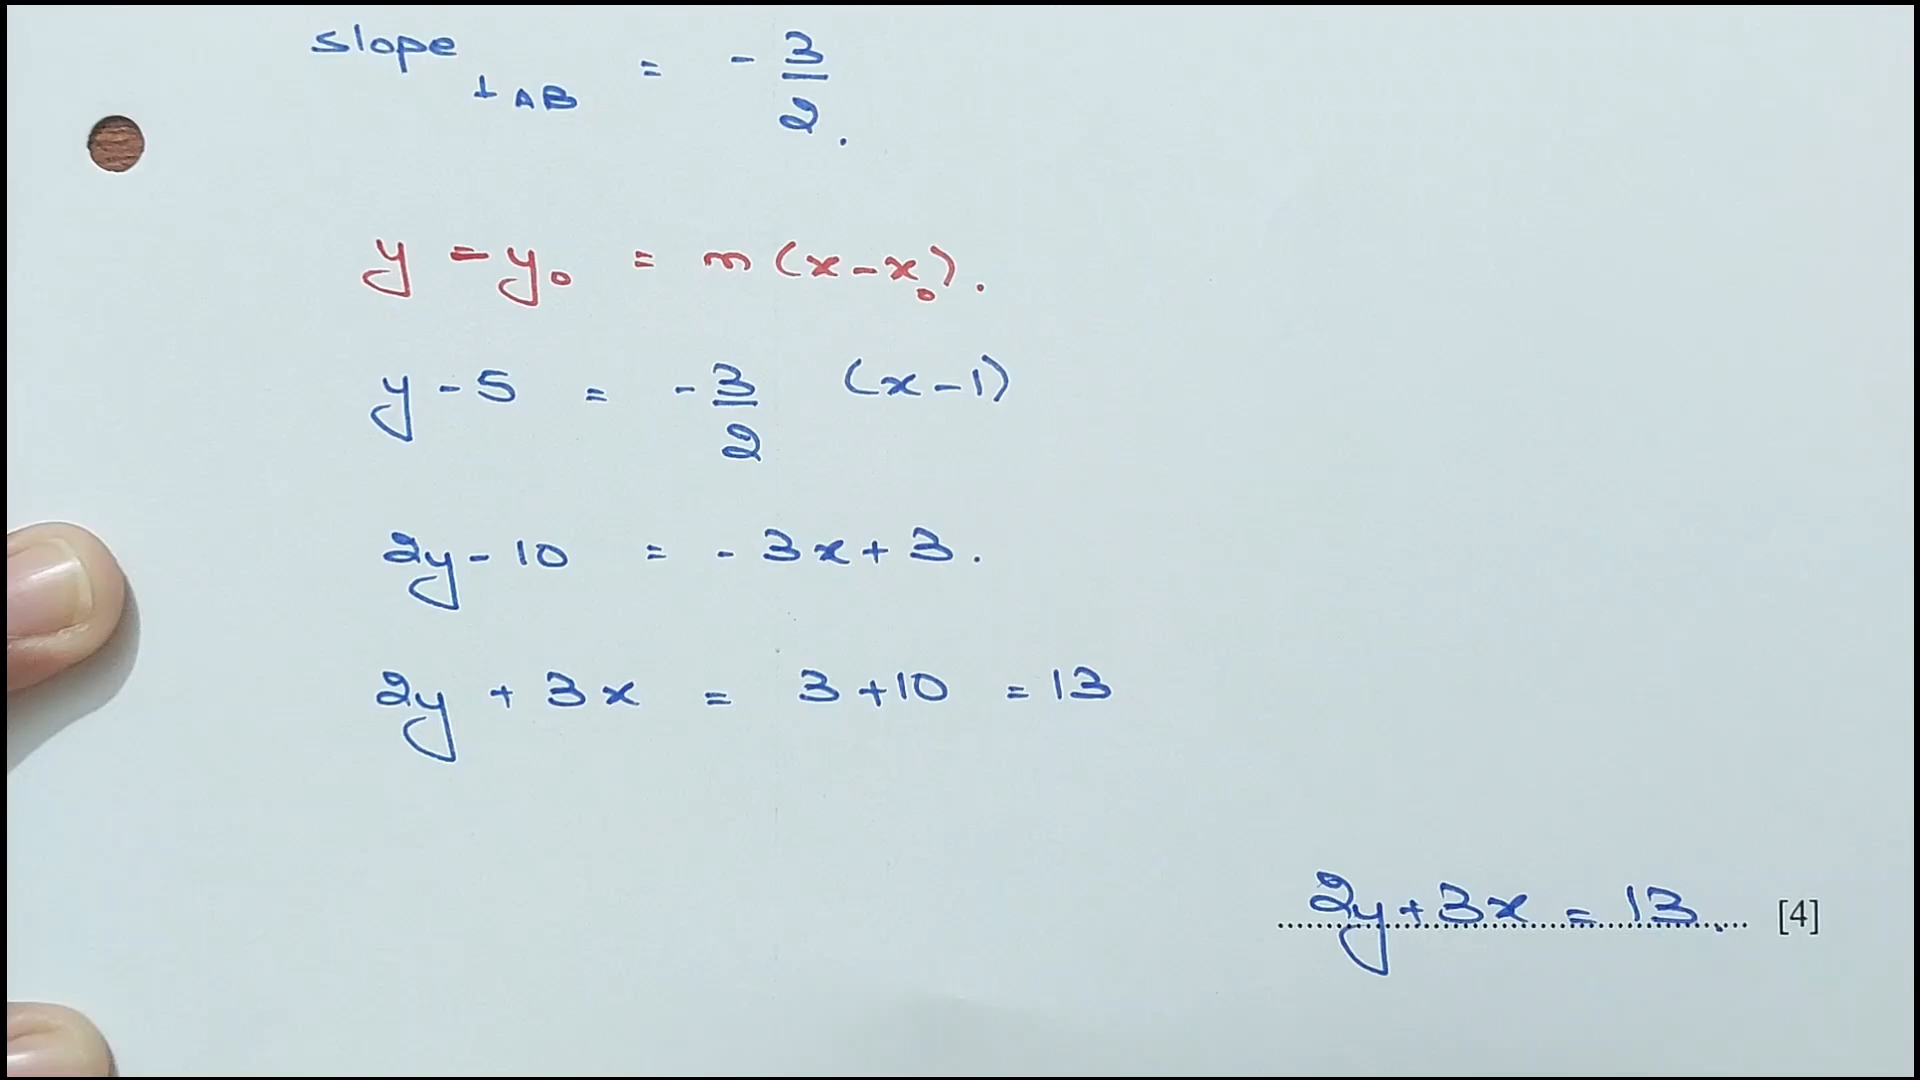 slope ⊥ AB = - 3/2.
y - y₀ = m (x - x₀).
y - 5 = - 3/2 (x - 1)
2y - 10 = - 3x + 3.
2y + 3x = 3 + 10 = 13
2y + 3x = 13. [4]